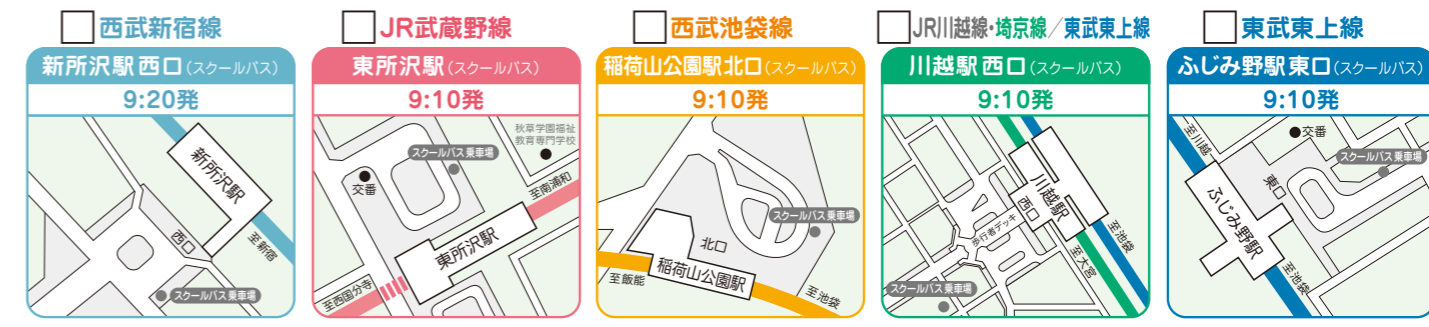 西武新宿線
新所沢駅 西口(スクールバス)
9:20発
新所沢駅
西口
至新宿
スクールバス乗車場
JR武蔵野線
東所沢駅(スクールバス)
9:10発
秋草学園福祉
教育専門学校
スクールバス乗車場
交番
至南浦和
東所沢駅
至西国分寺
西武池袋線
稲荷山公園駅北口(スクールバス)
9:10発
スクールバス乗車場
北口
稲荷山公園駅
至飯能
至池袋
JR川越線・埼京線/東武東上線
川越駅 西口(スクールバス)
9:10発
川越駅
西口
歩行者デッキ
至池袋
至大宮
スクールバス乗車場
東武東上線
ふじみ野駅 東口(スクールバス)
9:10発
至川越
交番
スクールバス乗車場
東口
ふじみ野駅
至池袋